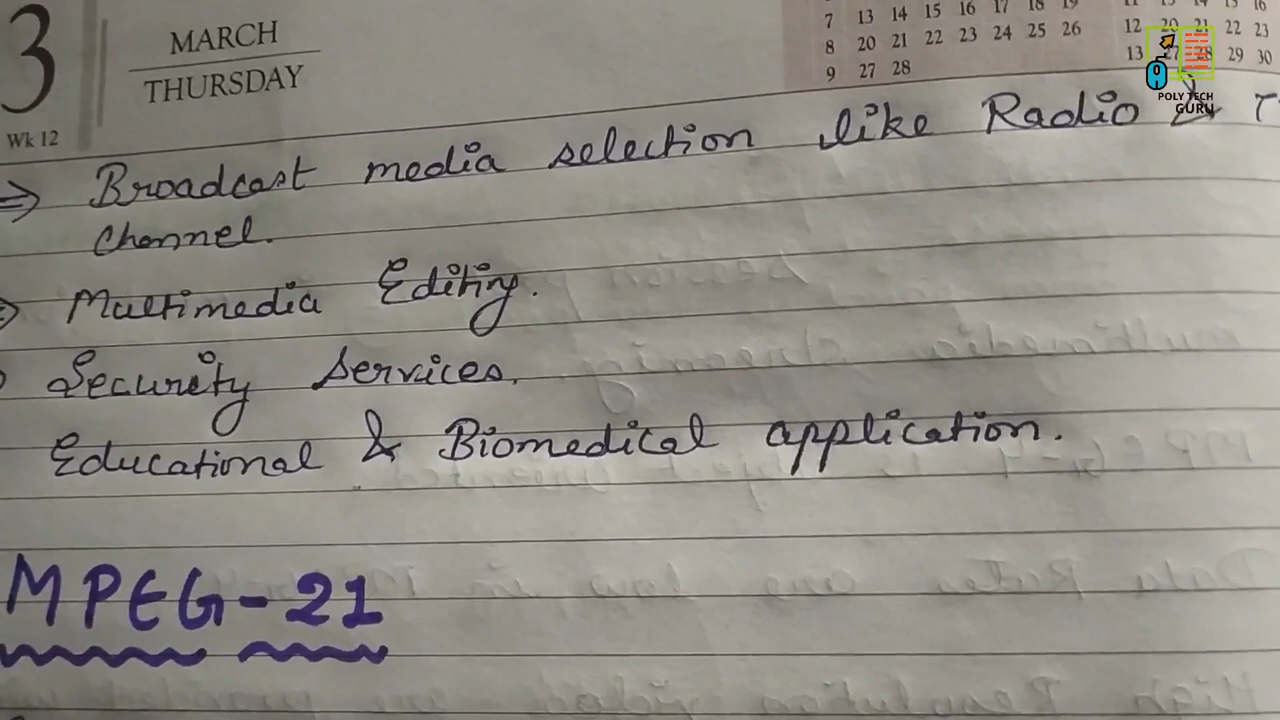 3
MARCH
THURSDAY
Wk 12
7 13 14 15 16 17 18 19
8 20 21 22 23 24 25 26
9 27 28
12 20 21 22 23
13 27 28 29 30
POLY TECH
GURU
⇒ Broadcast media selection like Radio &
Channel.
⇒ Multimedia Editing.
Security Services.
Educational & Biomedical application.
MPEG-21